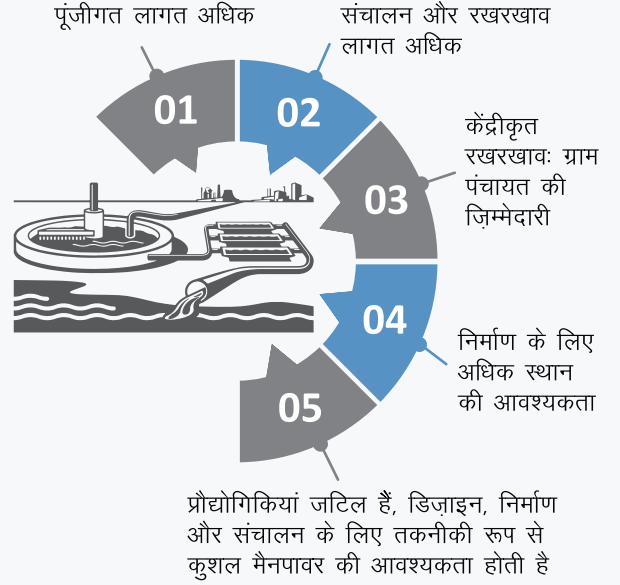 पूंजीगत लागत अधिक
संचालन और रखरखाव
लागत अधिक
01
02
केंद्रीकृत
रखरखावः ग्राम
पंचायत की
ज़िम्मेदारी
03
04
निर्माण के लिए
अधिक स्थान
की आवश्यकता
05
प्रौद्योगिकियां जटिल हैं, डिज़ाइन, निर्माण
और संचालन के लिए तकनीकी रूप से
कुशल मैनपावर की आवश्यकता होती है